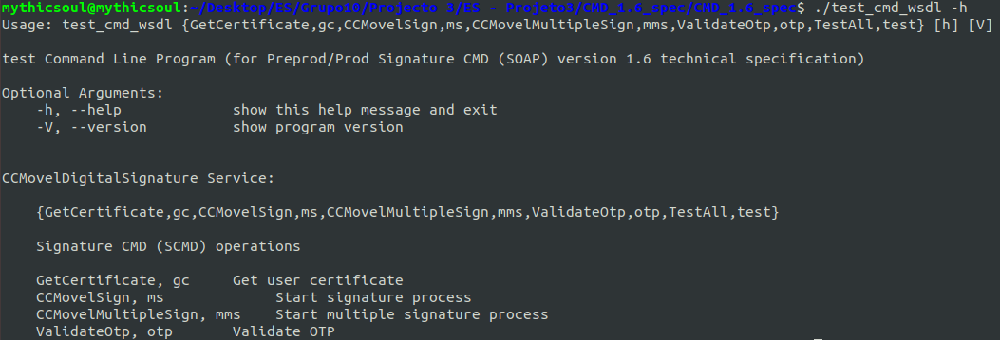 mythicsoul@mythicsoul:~/Desktop/ES/Grupo10/Projecto 3/ES - Projeto3/CMD_1.6_spec/CMD_1.6_spec$ ./test_cmd_wsdl -h
Usage: test_cmd_wsdl {GetCertificate,gc,CCMovelSign,ms,CCMovelMultipleSign,mms,ValidateOtp,otp,TestAll,test} [h] [V]
test Command Line Program (for Preprod/Prod Signature CMD (SOAP) version 1.6 technical specification)
Optional Arguments:
-h, --help show this help message and exit
-V, --version show program version
CCMovelDigitalSignature Service:
{GetCertificate,gc,CCMovelSign,ms,CCMovelMultipleSign,mms,ValidateOtp,otp,TestAll,test}
Signature CMD (SCMD) operations
GetCertificate, gc Get user certificate
CCMovelSign, ms Start signature process
CCMovelMultipleSign, mms Start multiple signature process
ValidateOtp, otp Validate OTP